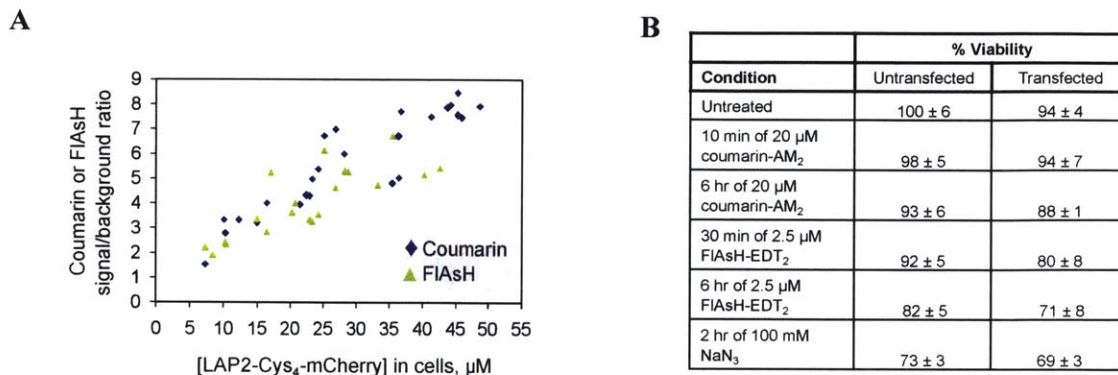 A
Coumarin or FlAsH
signal/background ratio
9
8
7
6
5
4
3
2
1
0
Coumarin
FlAsH
0 5 10 15 20 25 30 35 40 45 50 55
[LAP2-Cys₄-mCherry] in cells, µM
B
% Viability
Condition Untransfected Transfected
Untreated 100 ± 6 94 ± 4
10 min of 20 µM
coumarin-AM₂ 98 ± 5 94 ± 7
6 hr of 20 µM
coumarin-AM₂ 93 ± 6 88 ± 1
30 min of 2.5 µM
FlAsH-EDT₂ 92 ± 5 80 ± 8
6 hr of 2.5 µM
FlAsH-EDT₂ 82 ± 5 71 ± 8
2 hr of 100 mM
NaN₃ 73 ± 3 69 ± 3